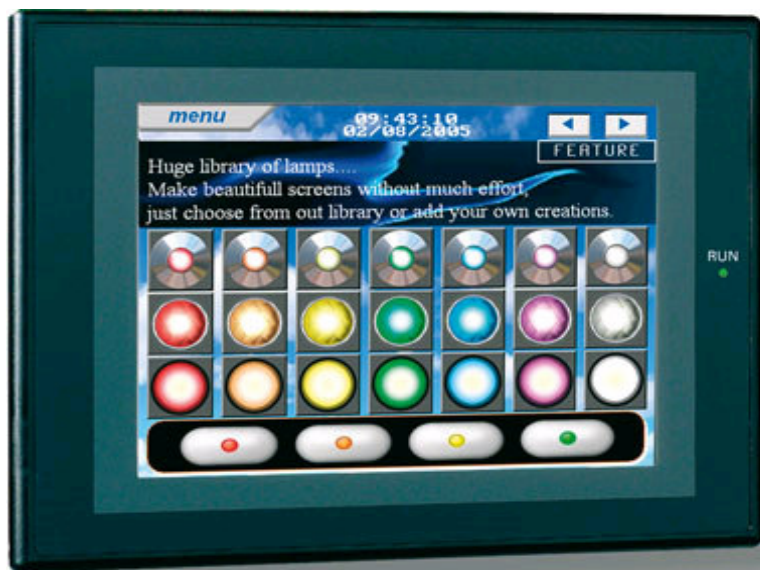 menu
09:43:10
02/08/2005
FEATURE
Huge library of lamps....
Make beautifull screens without much effort,
just choose from out library or add your own creations.
RUN